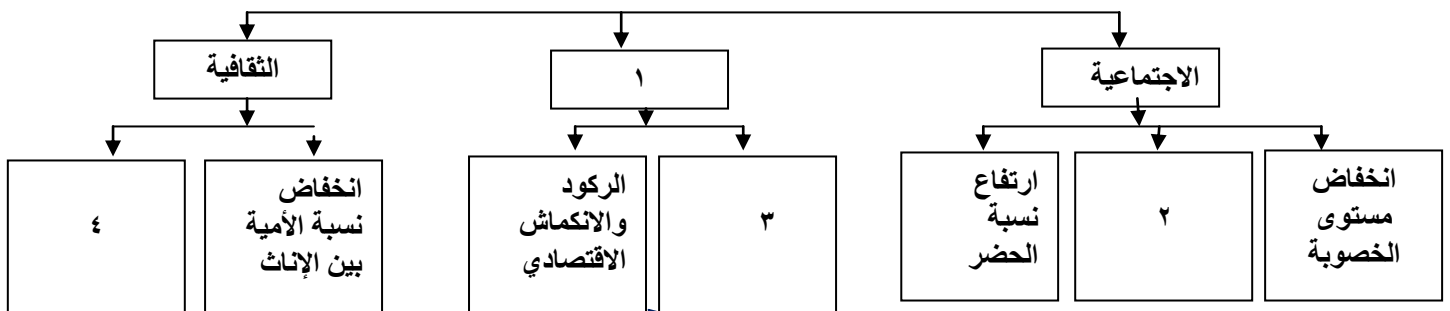 الاجتماعية
١
الثقافية
انخفاض
مستوى
الخصوبة
٢
ارتفاع
نسبة
الحضر
٣
الركود
والانكماش
الاقتصادي
انخفاض
نسبة الأمية
بين الإناث
٤